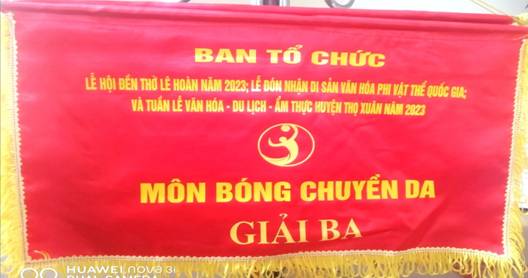 BAN TỔ CHỨC
LỄ HỘI ĐỀN THỜ LÊ HOÀN NĂM 2023; LỄ ĐÓN NHẬN DI SẢN VĂN HÓA PHI VẬT THỂ QUỐC GIA;
VÀ TUẦN LỄ VĂN HÓA - DU LỊCH - ẨM THỰC HUYỆN THỌ XUÂN NĂM 2023
MÔN BÓNG CHUYỀN DA
GIẢI BA
HUAWEI nova 3i
DUAL CAMERA